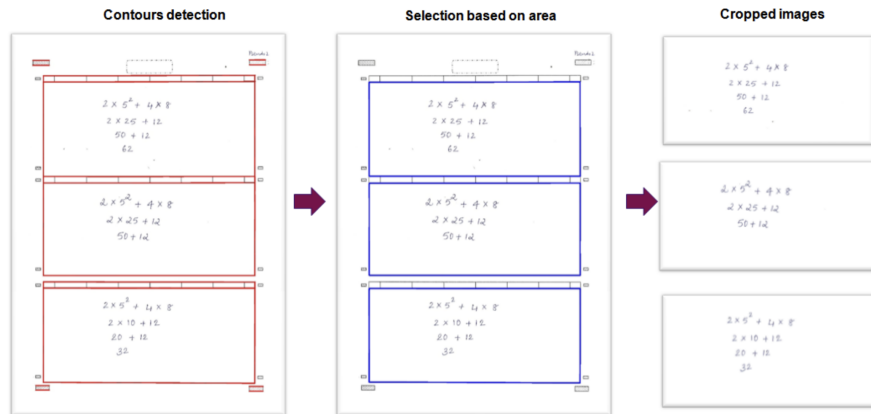 Contours detection
2 × 5² + 4 × 8
2 × 25 + 12
50 + 12
62
2 × 5² + 4 × 8
2 × 25 + 12
50 + 12
2 × 5² + 4 × 8
2 × 10 + 12
20 + 12
32
Selection based on area
2 × 5² + 4 × 8
2 × 25 + 12
50 + 12
62
2 × 5² + 4 × 8
2 × 25 + 12
50 + 12
2 × 5² + 4 × 8
2 × 10 + 12
20 + 12
32
Cropped images
2 × 5² + 4 × 8
2 × 25 + 12
50 + 12
62
2 × 5² + 4 × 8
2 × 25 + 12
50 + 12
2 × 5² + 4 × 8
2 × 10 + 12
20 + 12
32